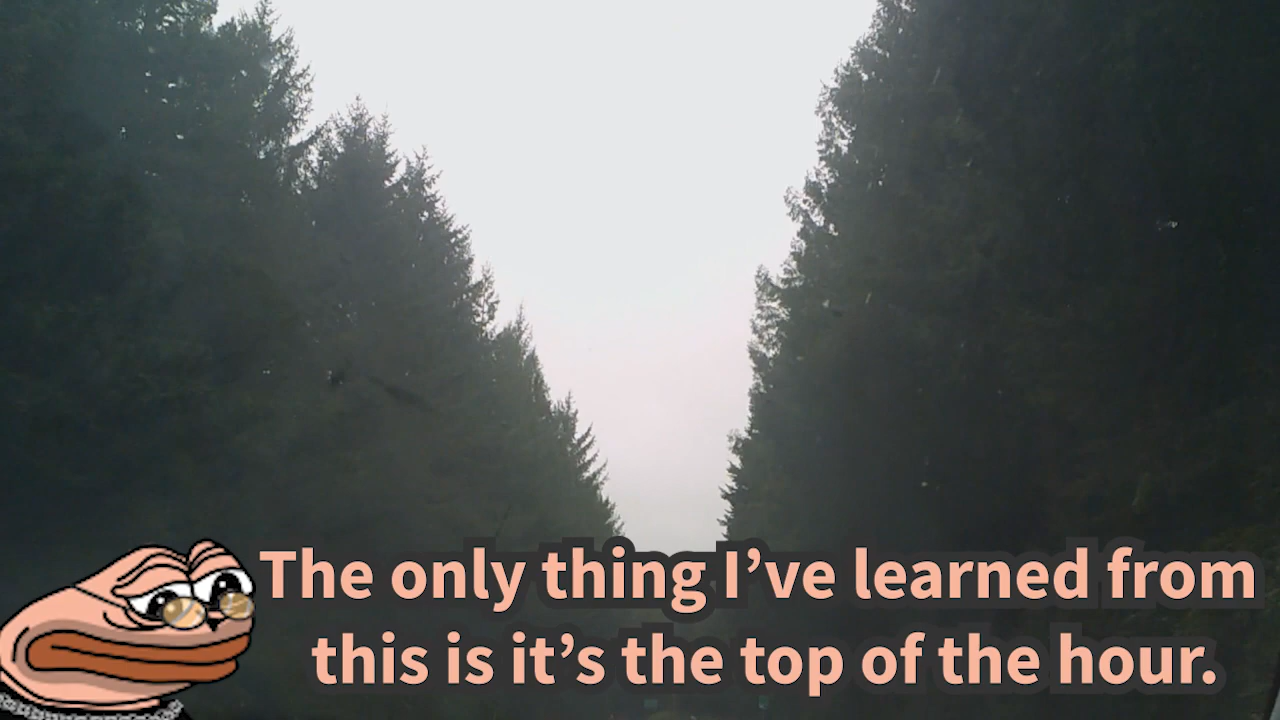 The only thing I’ve learned from
this is it’s the top of the hour.